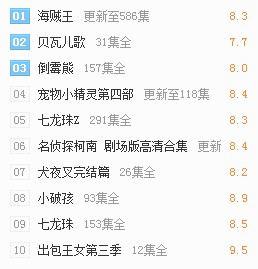 01 海贼王 更新至586集 8.3
02 贝瓦儿歌 31集全 7.7
03 倒霉熊 157集全 8.0
04 宠物小精灵第四部 更新至118集 8.4
05 七龙珠Z 291集全 8.3
06 名侦探柯南 剧场版高清合集 更新 8.4
07 犬夜叉完结篇 26集全 8.2
08 小破孩 93集全 8.9
09 七龙珠 153集全 8.5
10 出包王女第三季 12集全 9.5